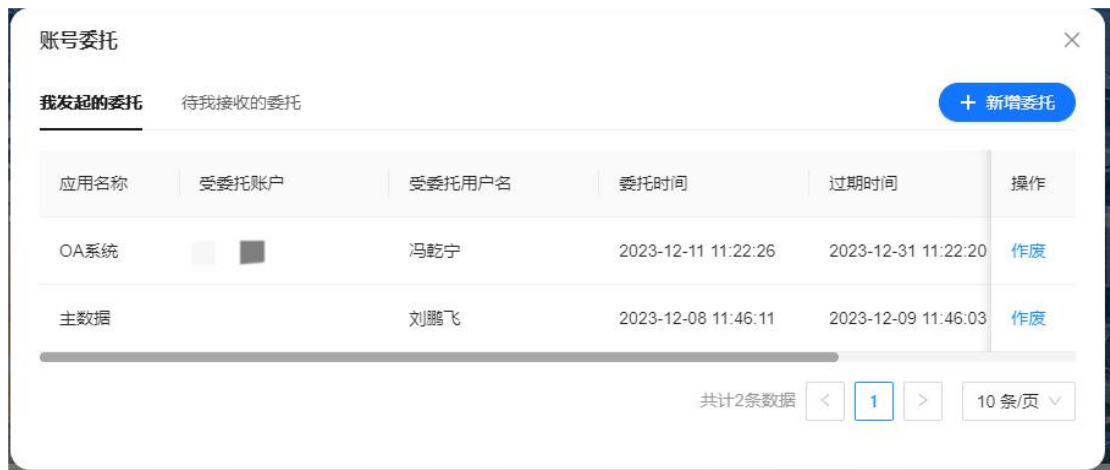 账号委托
我发起的委托 待我接收的委托 + 新增委托
应用名称 受委托账户 受委托用户名 委托时间 过期时间 操作
OA系统 冯乾宁 2023-12-11 11:22:26 2023-12-31 11:22:20 作废
主数据 刘鹏飞 2023-12-08 11:46:11 2023-12-09 11:46:03 作废
共计2条数据 < 1 > 10 条/页